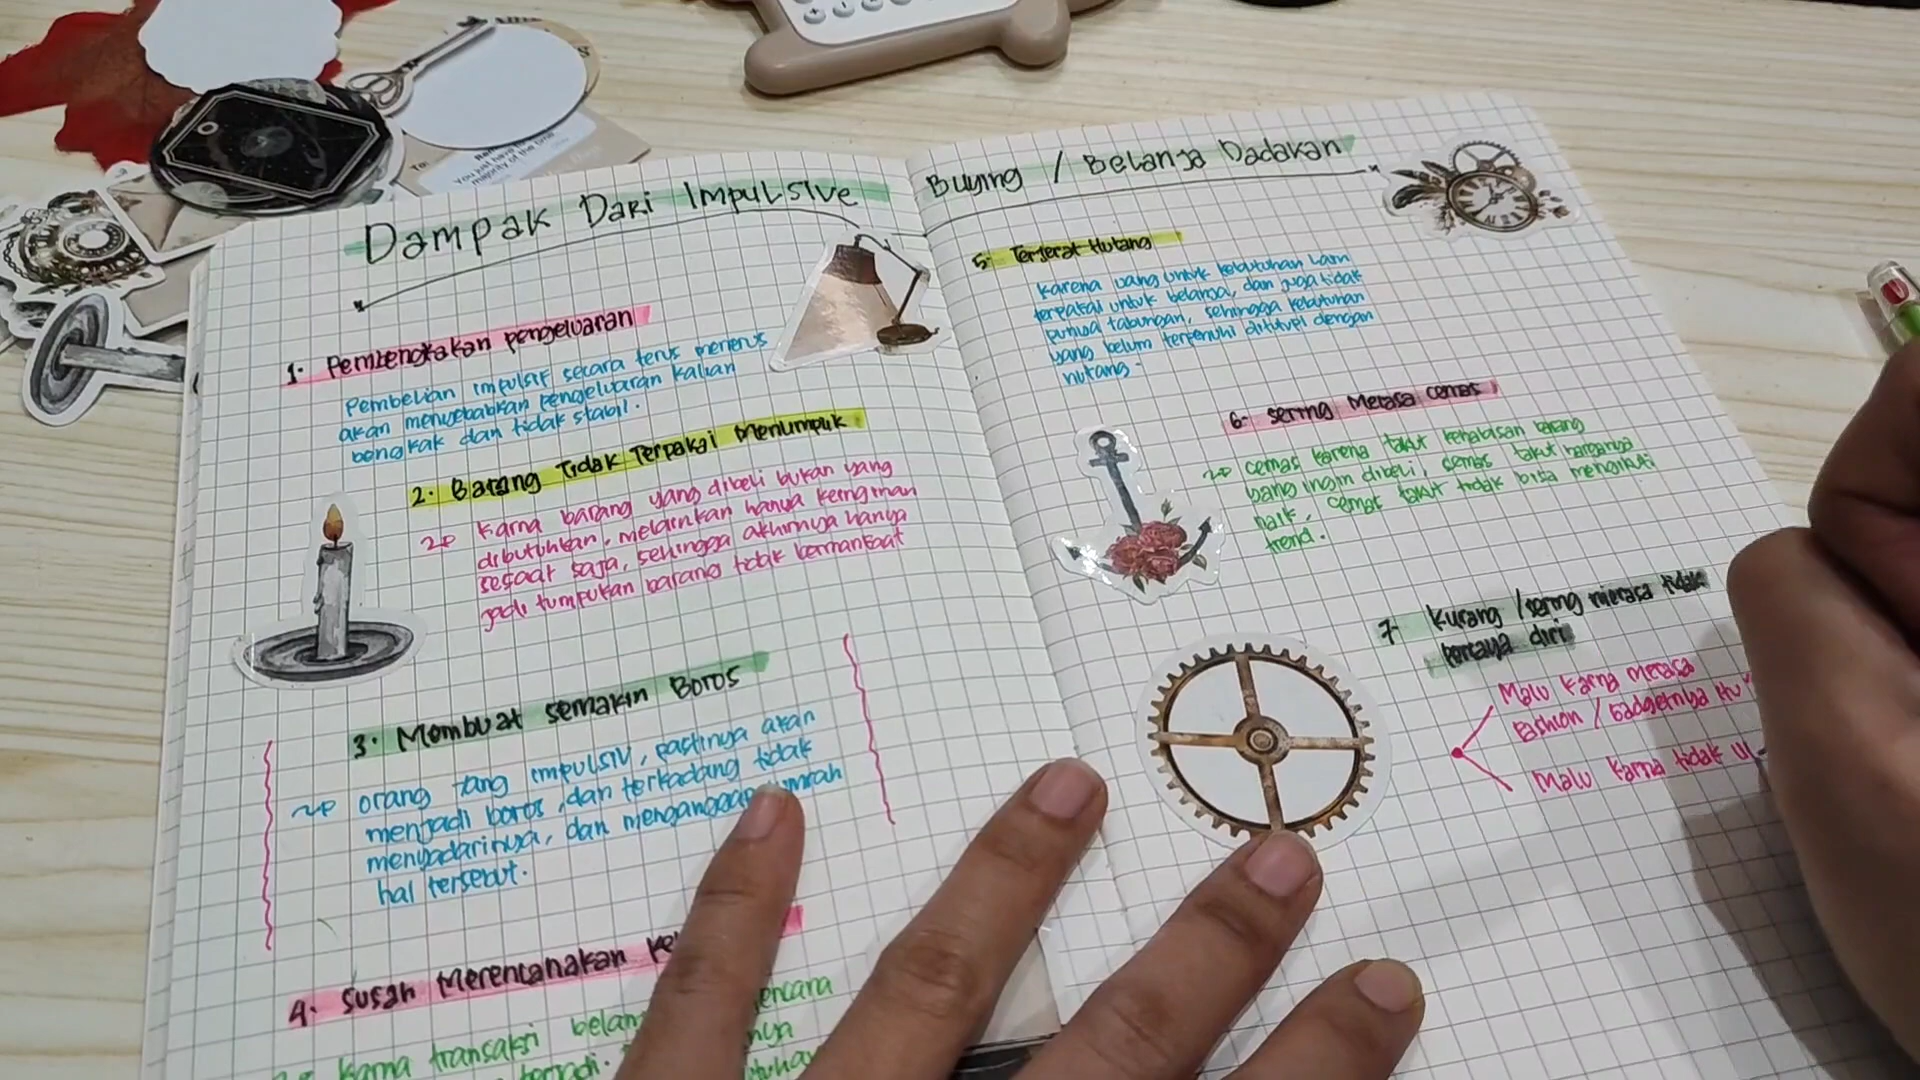 Dampak Dari Impulsive Buying / Belanja Dadakan
1. Pembengkakan pengeluaran
Pembelian impulsif secara terus menerus
akan menyebabkan pengeluaran kalian
bengkak dan tidak stabil.
2. Barang Tidak Terpakai Menumpuk
Karna barang yang dibeli bukan yang
dibutuhkan, melainkan hanya keinginan
sesaat saja, sehingga akhirnya hanya
jadi tumpukan barang tidak bermanfaat
3. Membuat semakin Boros
orang yang impulsiv, pastinya akan
menjadi boros, dan terkadang tidak
menyadarinya, dan menganggap
hal tersebut.
4. Susah Merencanakan
Karna transaksi
5. Terjerat Hutang
Karena uang untuk kebutuhan lain
terpakai untuk belanja, dan juga tidak
punya tabungan, sehingga kebutuhan
yang belum terpenuhi ditutupi dengan
hutang.
6. Sering Merasa cemas
cemas karena takut kehabisan barang
yang ingin dibeli, cemas takut harganya
naik, cemas takut tidak bisa mengikuti
trend.
7. Kurang / sering merasa tidak
percaya diri
Malu karna merasa
Fashion / Gadgetnya itu
Malu karna tidak